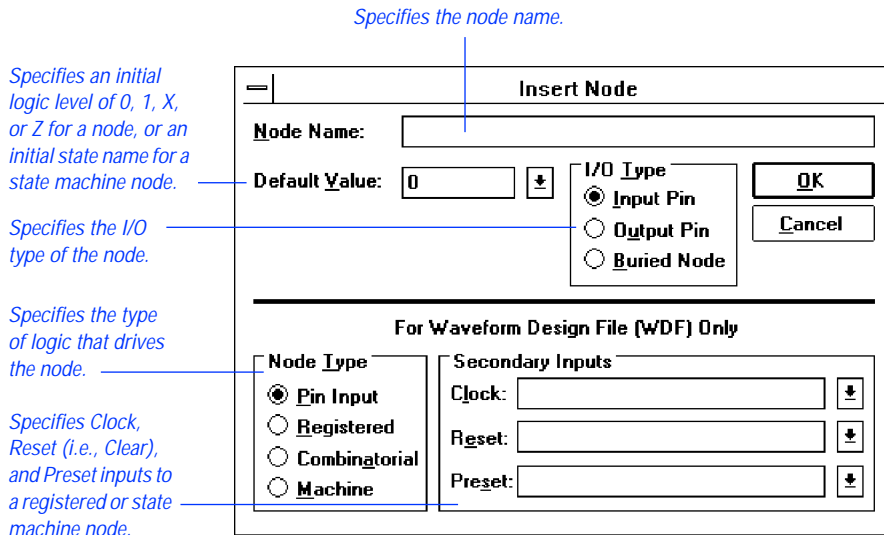 Specifies the node name.
Specifies an initial
logic level of 0, 1, X,
or Z for a node, or an
initial state name for a
state machine node.
Specifies the I/O
type of the node.
Specifies the type
of logic that drives
the node.
Specifies Clock,
Reset (i.e., Clear),
and Preset inputs to
a registered or state
machine node.
Insert Node
Node Name:
Default Value: 0
I/O Type
Input Pin
Output Pin
Buried Node
OK
Cancel
For Waveform Design File (WDF) Only
Node Type
Pin Input
Registered
Combinatorial
Machine
Secondary Inputs
Clock:
Reset:
Preset: